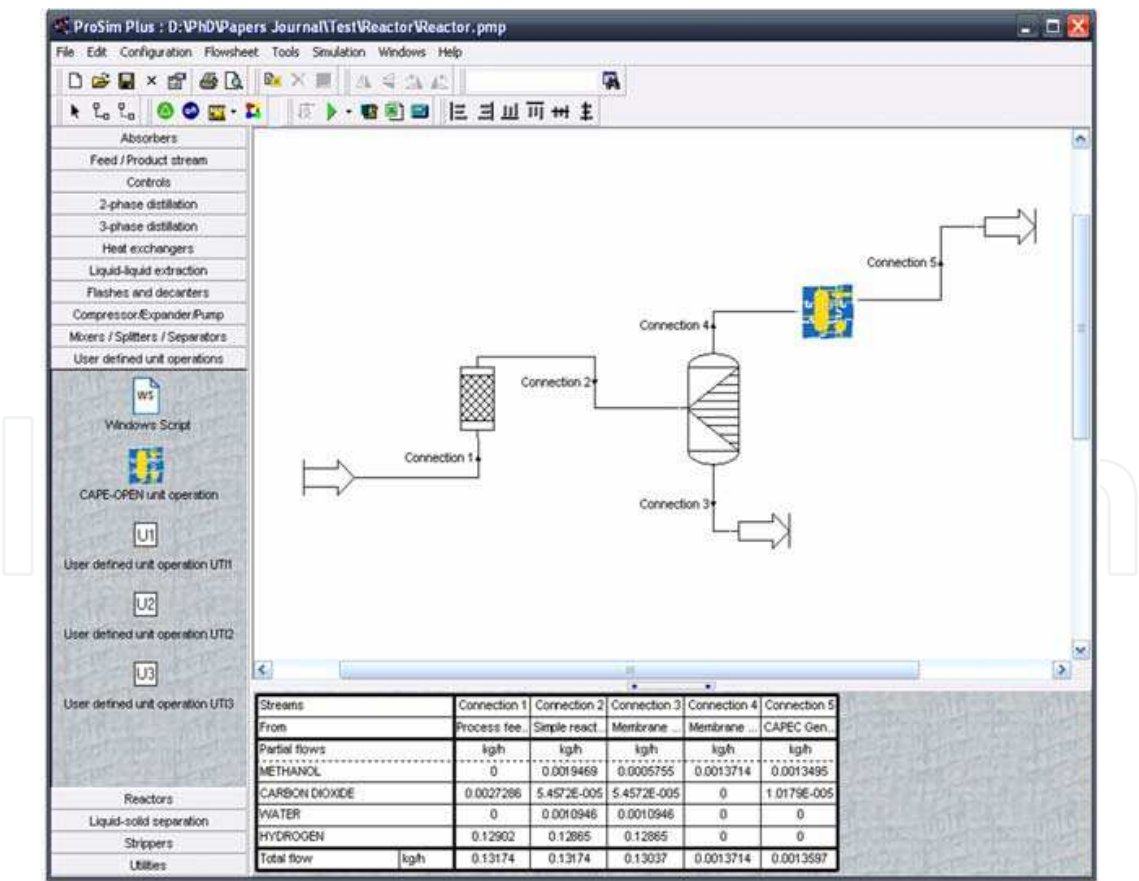 ProSim Plus : D:\PhD\Papers Journal\Test\Reactor\Reactor.pmp
File Edit Configuration Flowsheet Tools Simulation Windows Help
Absorbers
Feed / Product stream
Controls
2-phase distillation
3-phase distillation
Heat exchangers
Liquid-liquid extraction
Flashes and decanters
Compressor/Expander/Pump
Mixers / Splitters / Separators
User defined unit operations
WS
Windows Script
CAPE-OPEN unit operation
U1
User defined unit operation UTI1
U2
User defined unit operation UTI2
U3
User defined unit operation UTI3
Reactors
Liquid-solid separation
Strippers
Utilities
Connection 5
Connection 4
Connection 2
Connection 1
Connection 3
Streams Connection 1 Connection 2 Connection 3 Connection 4 Connection 5
From Process fee... Simple react... Membrane ... Membrane ... CAPEC Gen...
Partial flows kg/h kg/h kg/h kg/h kg/h
METHANOL 0 0.0019469 0.0005755 0.0013714 0.0013495
CARBON DIOXIDE 0.0027286 5.4572E-005 5.4572E-005 0 1.0179E-005
WATER 0 0.0010946 0.0010946 0 0
HYDROGEN 0.12902 0.12865 0.12865 0 0
Total flow kg/h 0.13174 0.13174 0.13037 0.0013714 0.0013597